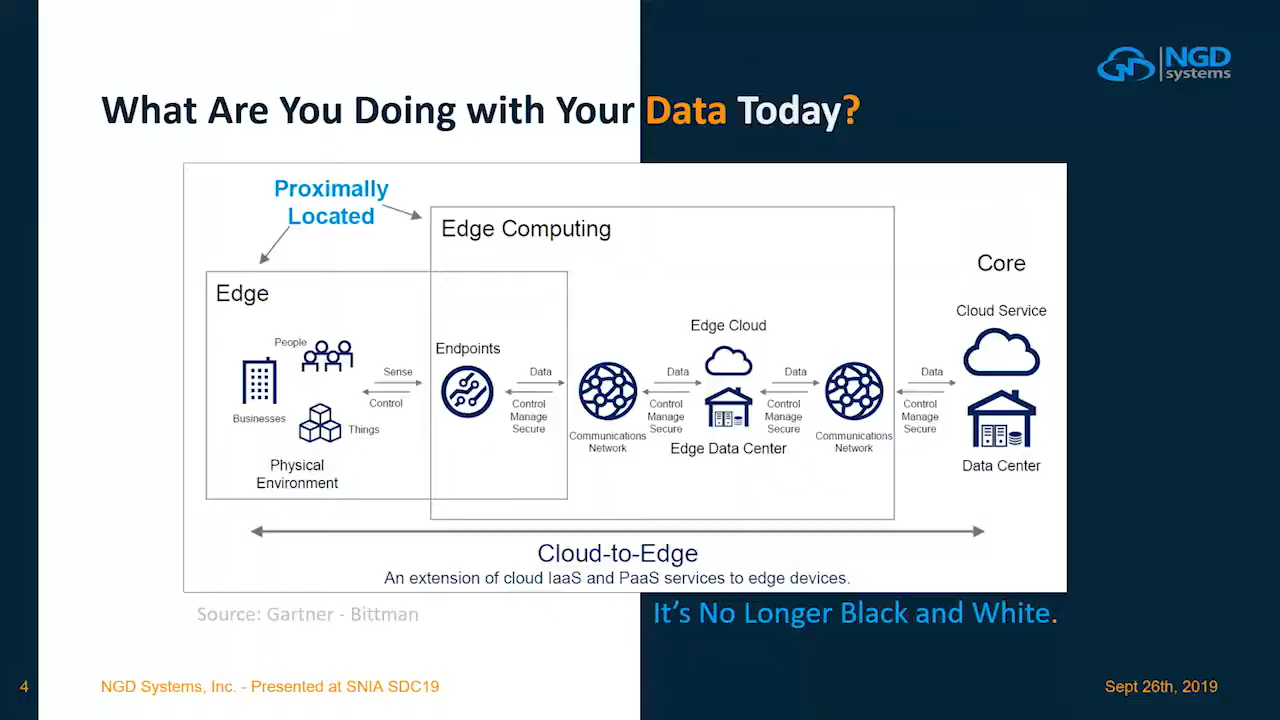 NGD
systems
What Are You Doing with Your Data Today?
Proximally
Located
Edge Computing
Core
Edge
Cloud Service
Edge Cloud
People
Endpoints
Sense
Data
Data
Data
Data
Control
Control
Manage
Secure
Control
Manage
Secure
Control
Manage
Secure
Control
Manage
Secure
Businesses
Things
Communications
Network
Edge Data Center
Communications
Network
Physical
Environment
Data Center
Cloud-to-Edge
An extension of cloud IaaS and PaaS services to edge devices.
Source: Gartner - Bittman
It's No Longer Black and White.
4
NGD Systems, Inc. - Presented at SNIA SDC19
Sept 26th, 2019